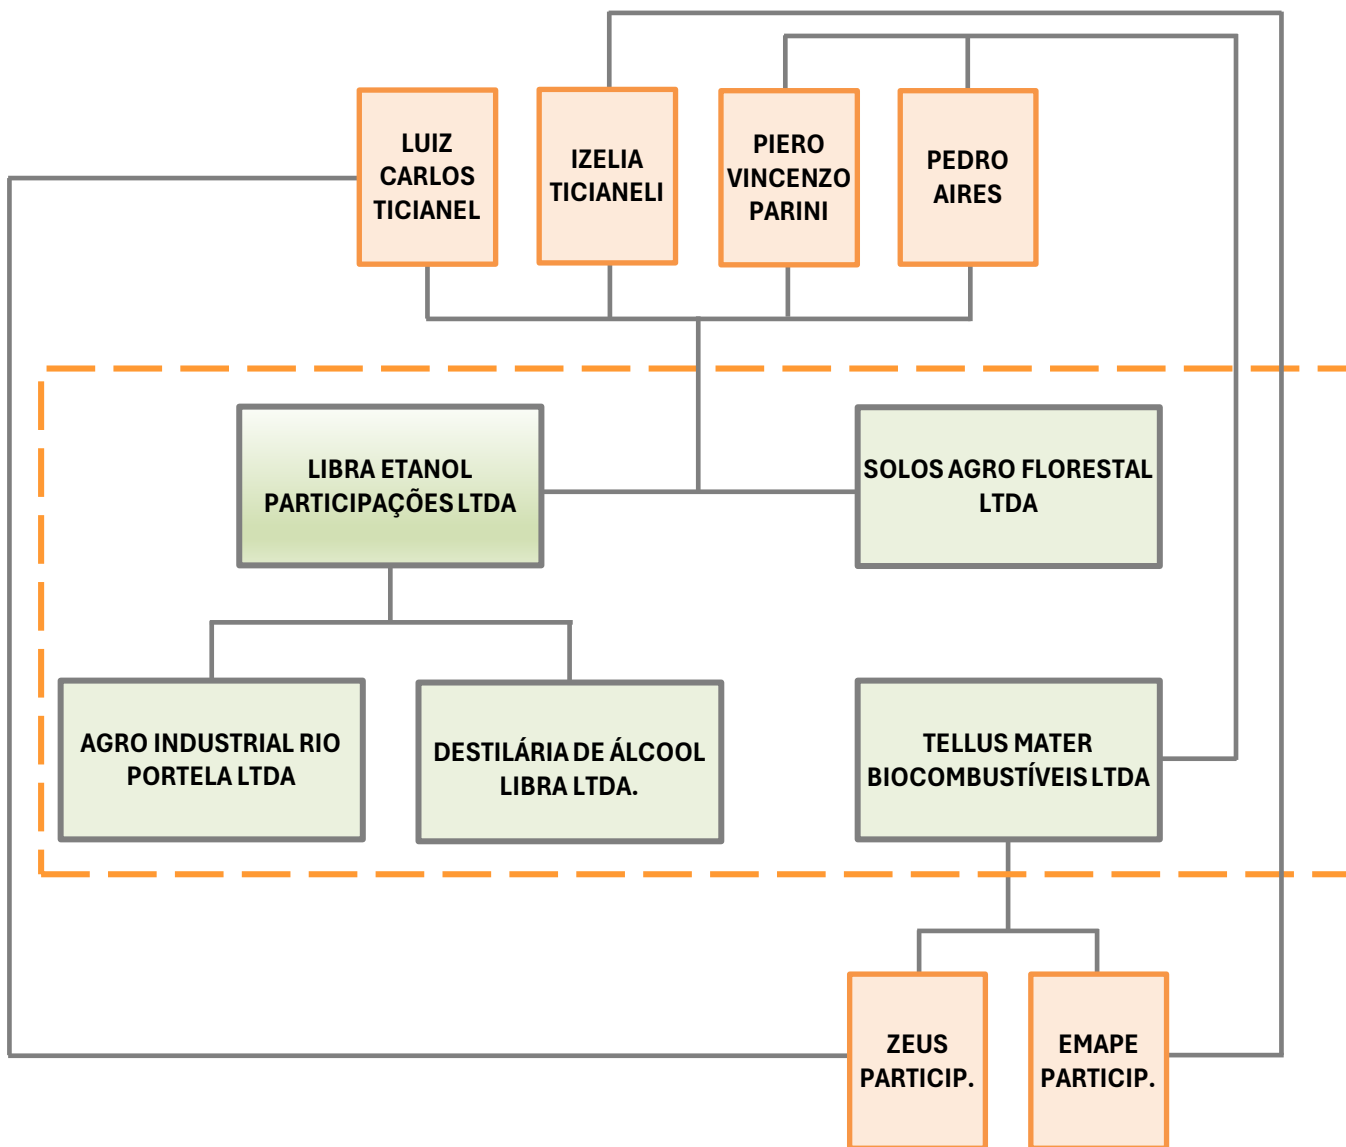 LUIZ
CARLOS
TICIANEL
IZELIA
TICIANELI
PIERO
VINCENZO
PARINI
PEDRO
AIRES
LIBRA ETANOL
PARTICIPAÇÕES LTDA
SOLOS AGRO FLORESTAL
LTDA
AGRO INDUSTRIAL RIO
PORTELA LTDA
DESTILÁRIA DE ÁLCOOL
LIBRA LTDA.
TELLUS MATER
BIOCOMBUSTÍVEIS LTDA
ZEUS
PARTICIP.
EMAPE
PARTICIP.